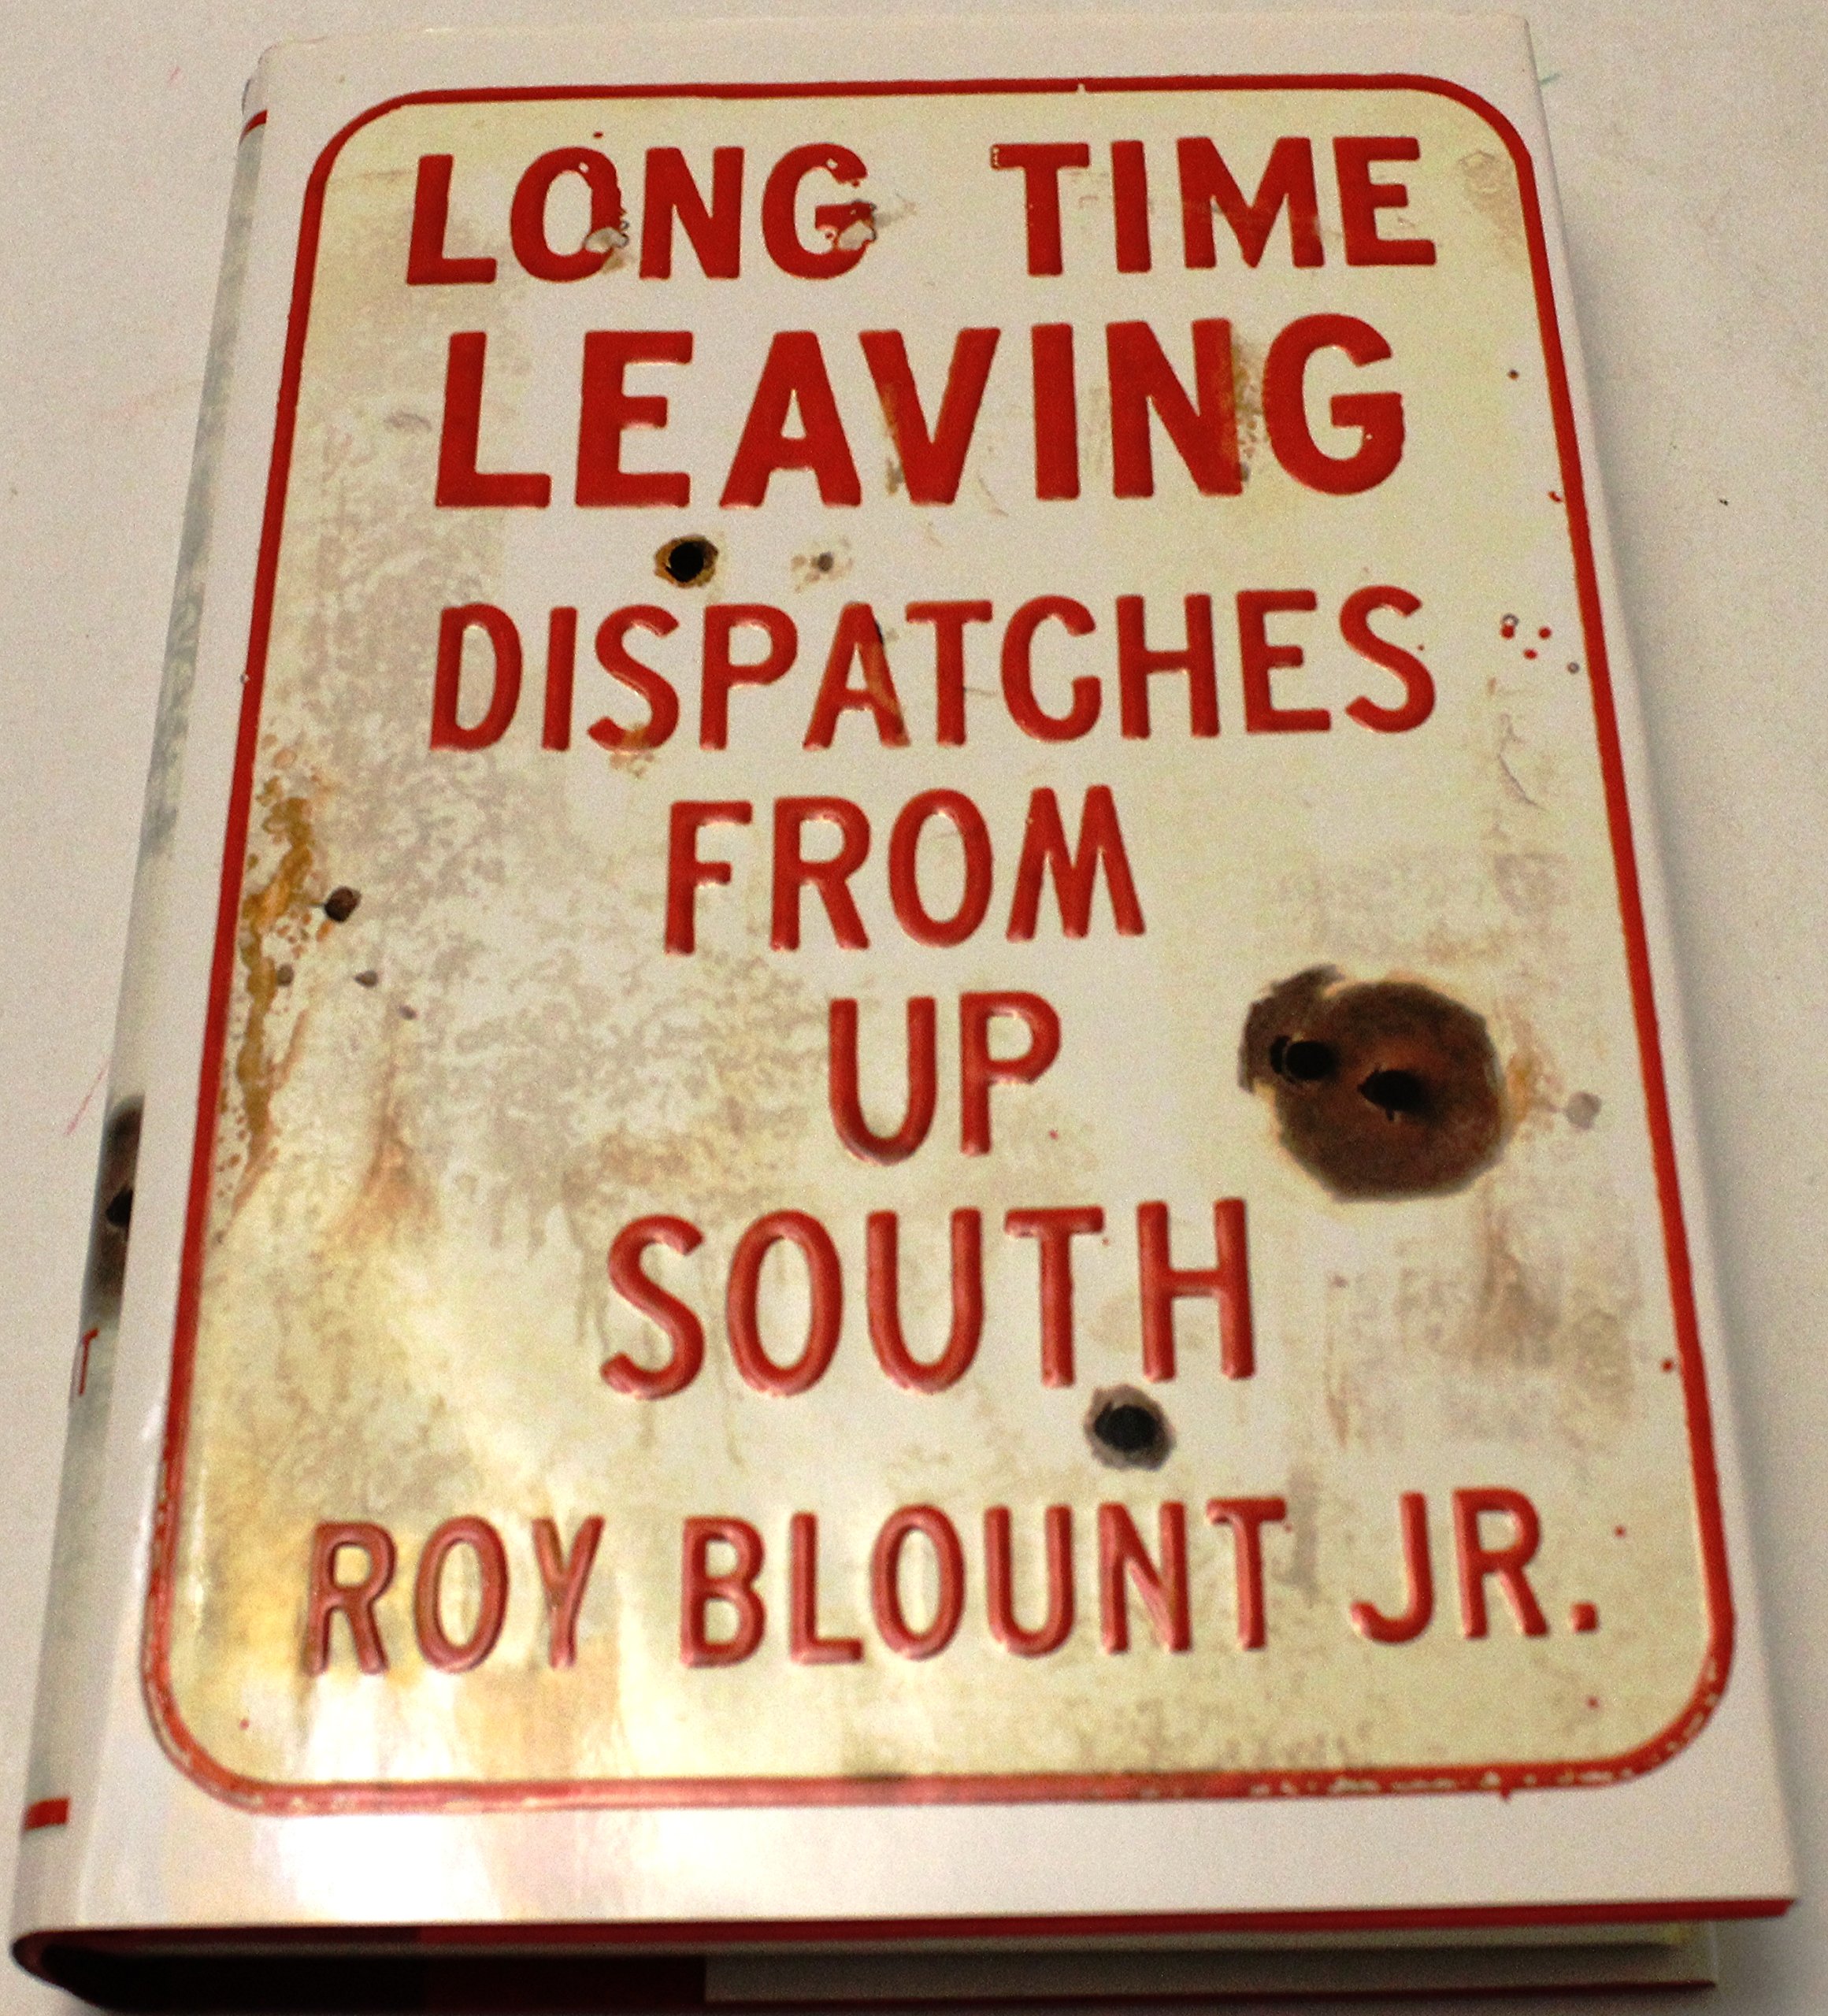 LONG TIME
LEAVING
DISPATCHES
FROM
UP
SOUTH
ROY BLOUNT JR.